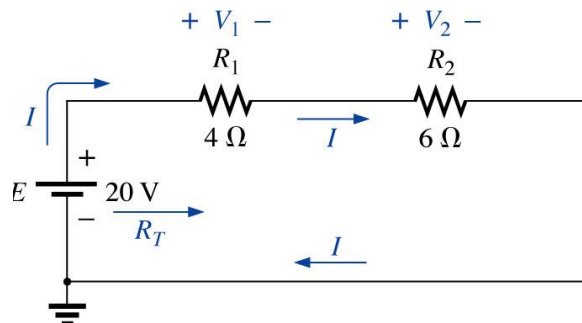 + V1 − + V2 −
R1 R2
I
4 Ω I 6 Ω
+
E 20 V
−
RT
I